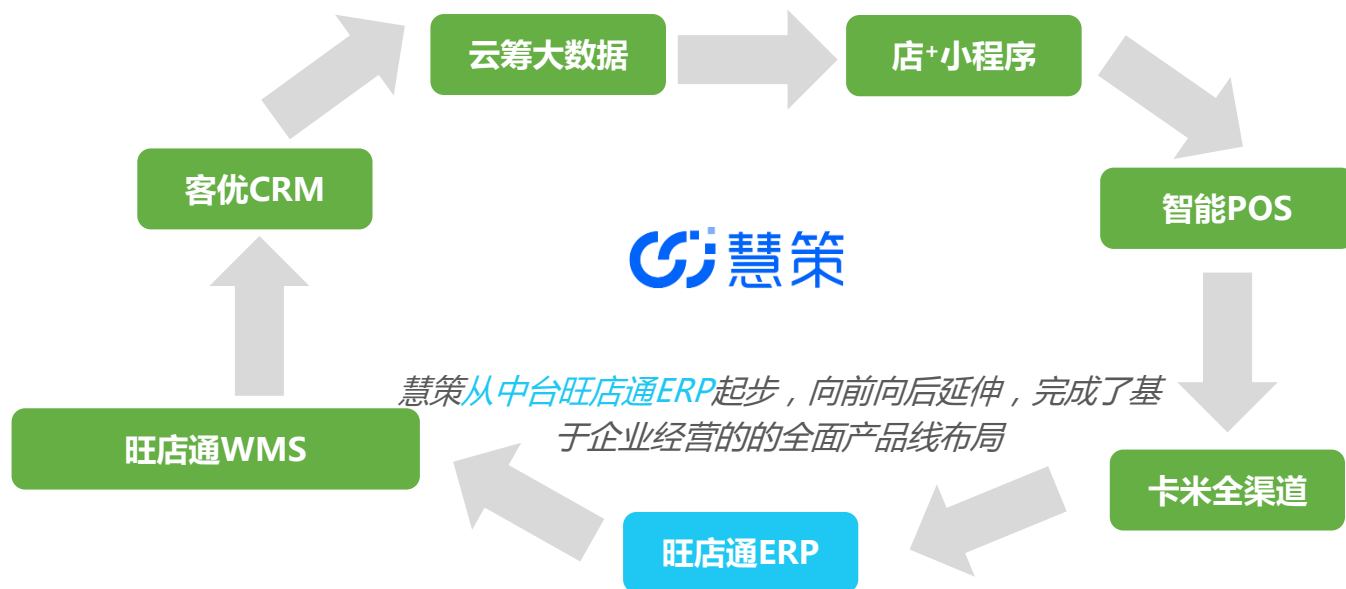 云筹大数据
店+小程序
客优CRM
智能POS
慧策
慧策从中台旺店通ERP起步，向前向后延伸，完成了基
于企业经营的的全面产品线布局
旺店通WMS
卡米全渠道
旺店通ERP